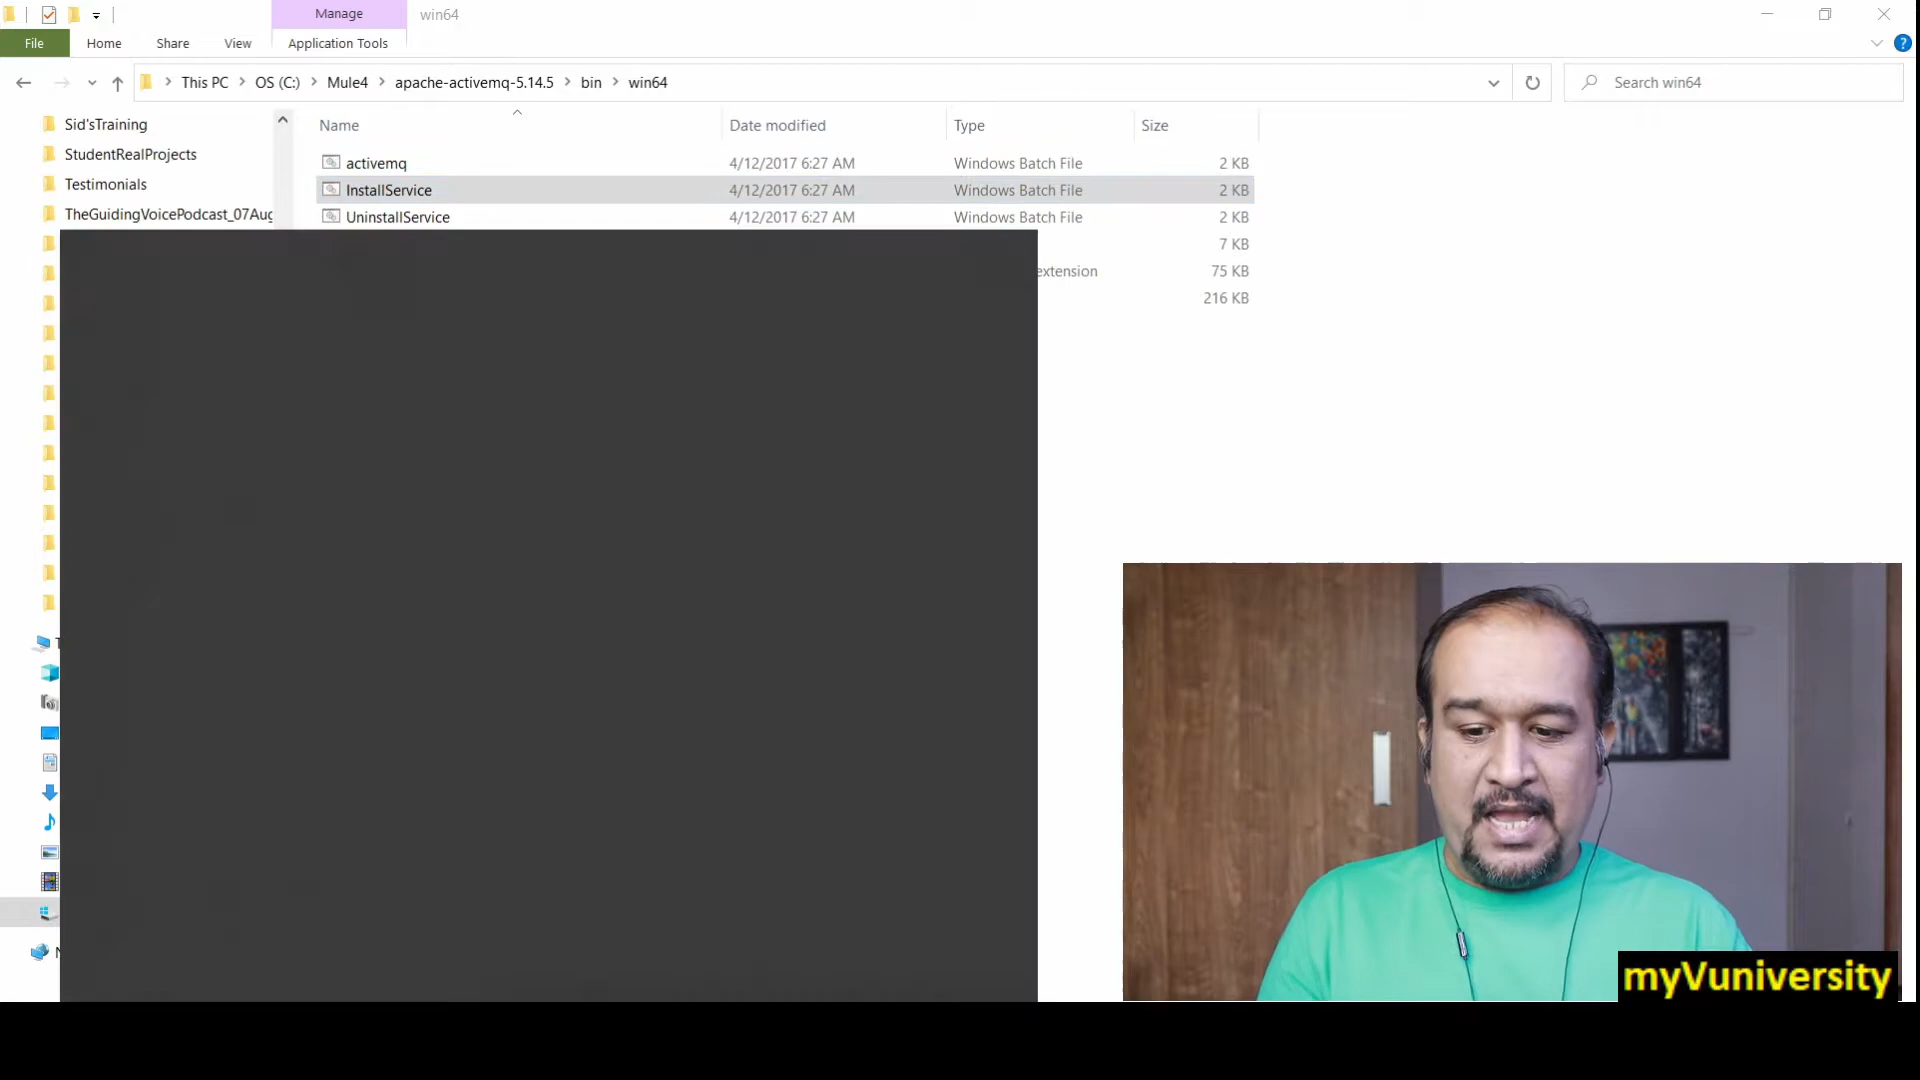 Manage
win64
File
Home
Share
View
Application Tools
This PC
OS (C:)
Mule4
apache-activemq-5.14.5
bin
win64
Search win64
Sid'sTraining
StudentRealProjects
Testimonials
TheGuidingVoicePodcast_07Aug
Name
Date modified
Type
Size
activemq
4/12/2017 6:27 AM
Windows Batch File
2 KB
InstallService
4/12/2017 6:27 AM
Windows Batch File
2 KB
UninstallService
4/12/2017 6:27 AM
Windows Batch File
2 KB
7 KB
extension
75 KB
216 KB
myVuniversity